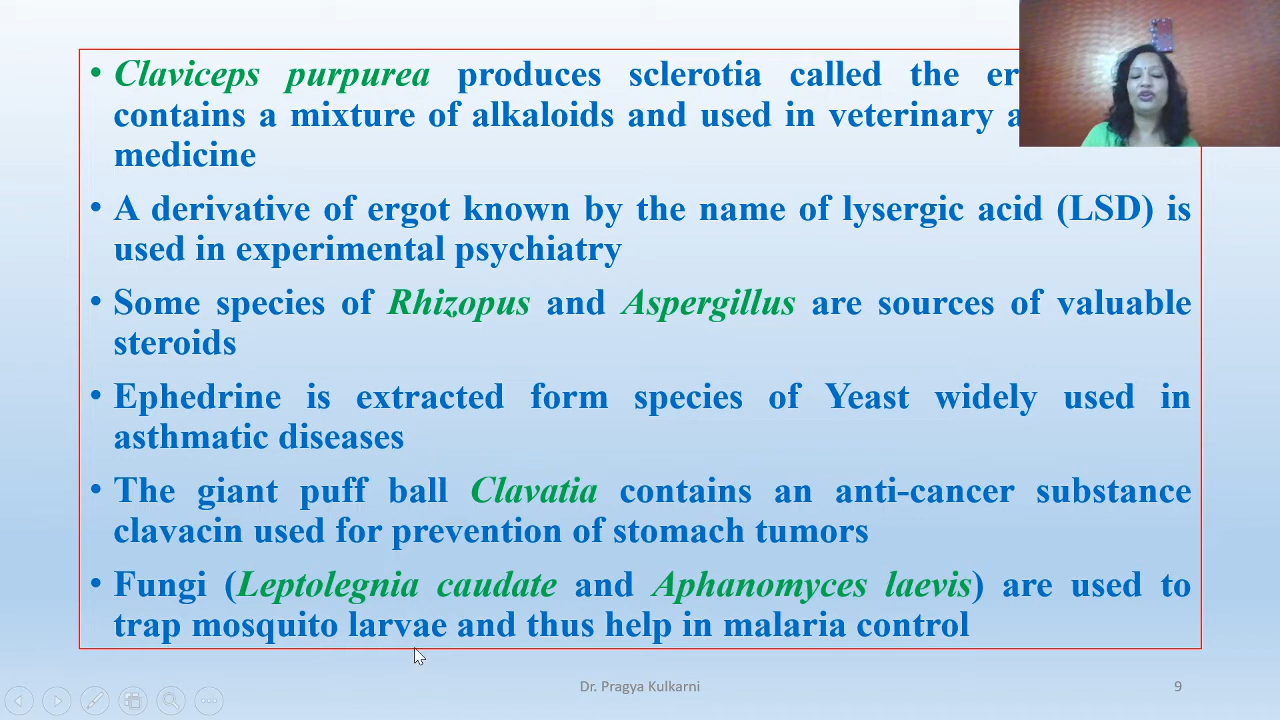 • Claviceps purpurea produces sclerotia called the
contains a mixture of alkaloids and used in veterinary
medicine
• A derivative of ergot known by the name of lysergic acid (LSD) is
used in experimental psychiatry
• Some species of Rhizopus and Aspergillus are sources of valuable
steroids
• Ephedrine is extracted form species of Yeast widely used in
asthmatic diseases
• The giant puff ball Clavatia contains an anti-cancer substance
clavacin used for prevention of stomach tumors
• Fungi (Leptolegnia caudate and Aphanomyces laevis) are used to
trap mosquito larvae and thus help in malaria control
Dr. Pragya Kulkarni
9